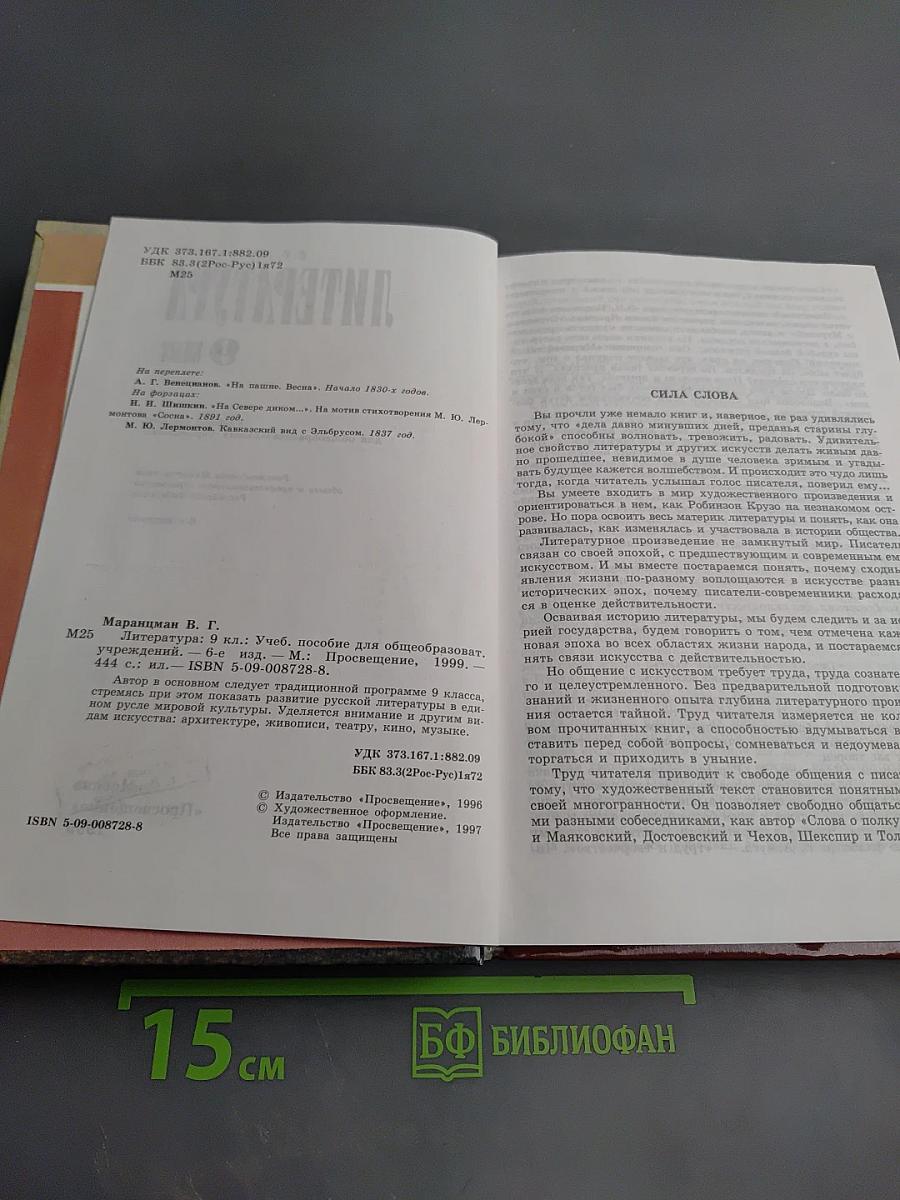 УДК 373.167.1:882.09
ББК 83.3(2Рос-Рус)1я72
М25
ЛИТЕРАТУРА
На переплете:
А. Г. Венецианов. «На пашне. Весна». Начало 1830-х годов.
На форзацах:
И. И. Шишкин. «На Севере диком...». На мотив стихотворения М. Ю. Лер-
монтова «Сосна». 1891 год.
М. Ю. Лермонтов. Кавказский вид с Эльбрусом. 1837 год.
Маранцман В. Г.
М25 Литература: 9 кл.: Учеб. пособие для общеобразоват.
учреждений. — 6-е изд. — М.: Просвещение, 1999. —
444 с.: ил. — ISBN 5-09-008728-8.
Автор в основном следует традиционной программе 9 класса,
стремясь при этом показать развитие русской литературы в еди-
ном русле мировой культуры. Уделяется внимание и другим ви-
дам искусства: архитектуре, живописи, театру, кино, музыке.
УДК 373.167.1:882.09
ББК 83.3(2Рос-Рус)1я72
ISBN 5-09-008728-8
© Издательство «Просвещение», 1996
© Художественное оформление.
Издательство «Просвещение», 1997
Все права защищены
СИЛА СЛОВА
Вы прочли уже немало книг и, наверное, не раз удивлялись
тому, что «дела давно минувших дней, преданья старины глу-
бокой» способны волновать, тревожить, радовать. Удивитель-
ное свойство литературы и других искусств делать живым дав-
но прошедшее, невидимое в душе человека зримым и угады-
вать будущее кажется волшебством. И происходит это чудо лишь
тогда, когда читатель услышал голос писателя, поверил ему...
Вы умеете входить в мир художественного произведения и
ориентироваться в нем, как Робинзон Крузо на незнакомом ост-
рове. Но пора освоить весь материк литературы и понять, как она
развивалась, как изменялась и участвовала в истории общества.
Литературное произведение не замкнутый мир. Писатель
связан со своей эпохой, с предшествующим и современным ем
искусством. И мы вместе постараемся понять, почему сходны
явления жизни по-разному воплощаются в искусстве разн
исторических эпох, почему писатели-современники расход
ся в оценке действительности.
Осваивая историю литературы, мы будем следить и за ис
рией государства, будем говорить о том, чем отмечена каж
новая эпоха во всех областях жизни народа, и постараемся
нять связи искусства с действительностью.
Но общение с искусством требует труда, труда сознате
го и целеустремленного. Без предварительной подготовк
знаний и жизненного опыта глубина литературного прои
ния остается тайной. Труд читателя измеряется не кол
вом прочитанных книг, а способностью вдумываться в
ставить перед собой вопросы, сомневаться и недоумева
торгаться и приходить в уныние.
Труд читателя приводит к свободе общения с писат
тому, что художественный текст становится понятным
своей многогранности. Он позволяет свободно общатьс
ми разными собеседниками, как автор «Слова о полку
и Маяковский, Достоевский и Чехов, Шекспир и Тол
15 см
БФ БИБЛИОФАН